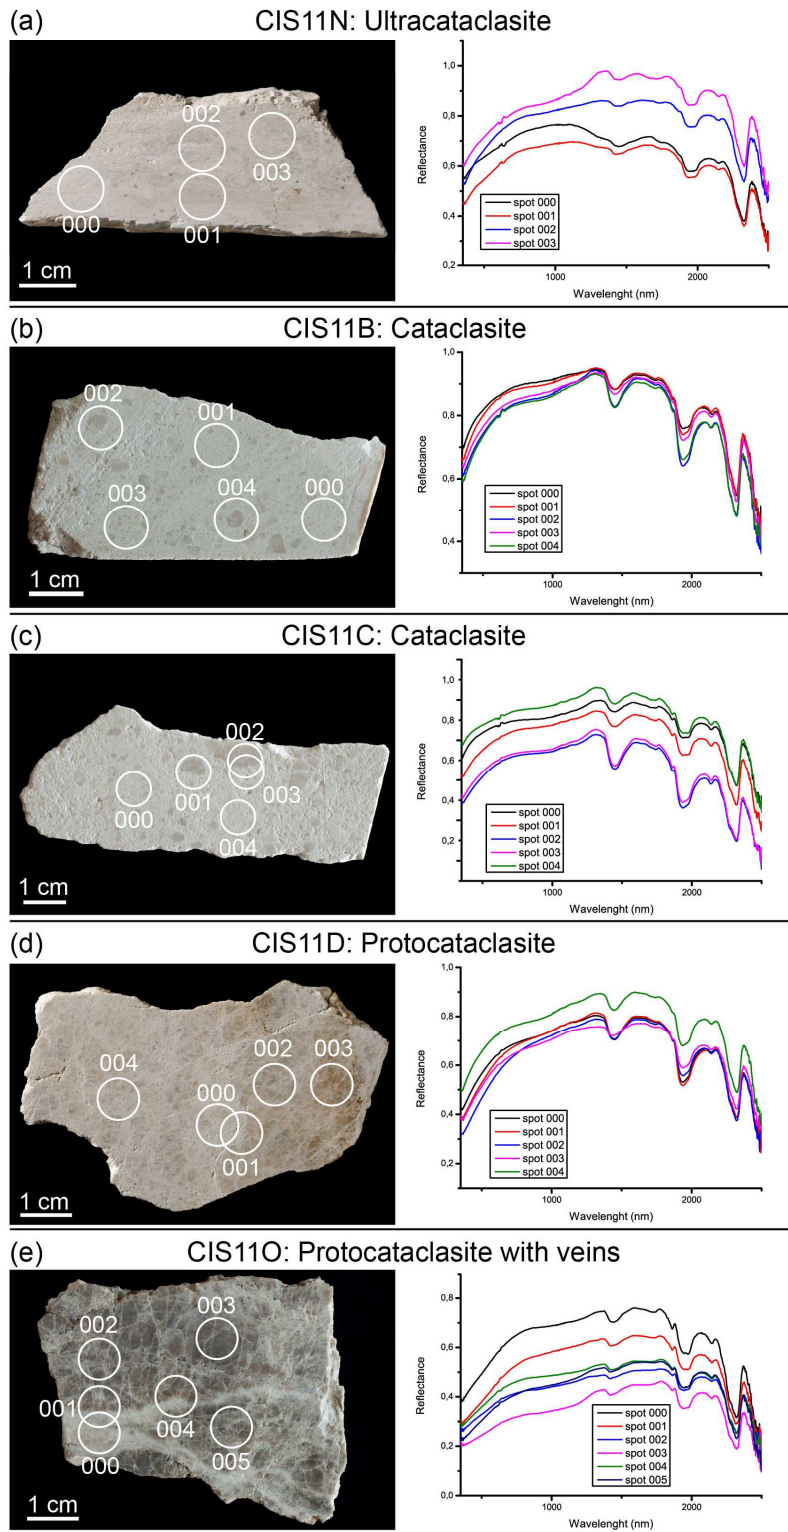 (a) CIS11N: Ultracataclasite
002
003
000
001
1 cm
1,0
0,8
0,6
0,4
0,2
Reflectance
spot 000
spot 001
spot 002
spot 003
1000
2000
Wavelenght (nm)
(b) CIS11B: Cataclasite
002
001
003
004
000
1 cm
1,0
0,8
0,6
0,4
Reflectance
spot 000
spot 001
spot 002
spot 003
spot 004
1000
2000
Wavelenght (nm)
(c) CIS11C: Cataclasite
002
000
001
003
004
1 cm
1,0
0,8
0,6
0,4
0,2
Reflectance
spot 000
spot 001
spot 002
spot 003
spot 004
1000
2000
Wavelenght (nm)
(d) CIS11D: Protocataclasite
004
002
003
000
001
1 cm
1,0
0,8
0,6
0,4
0,2
Reflectance
spot 000
spot 001
spot 002
spot 003
spot 004
1000
2000
Wavelenght (nm)
(e) CIS11O: Protocataclasite with veins
003
002
001
004
000
005
1 cm
0,8
0,6
0,4
0,2
0,0
Reflectance
spot 000
spot 001
spot 002
spot 003
spot 004
spot 005
1000
2000
Wavelenght (nm)